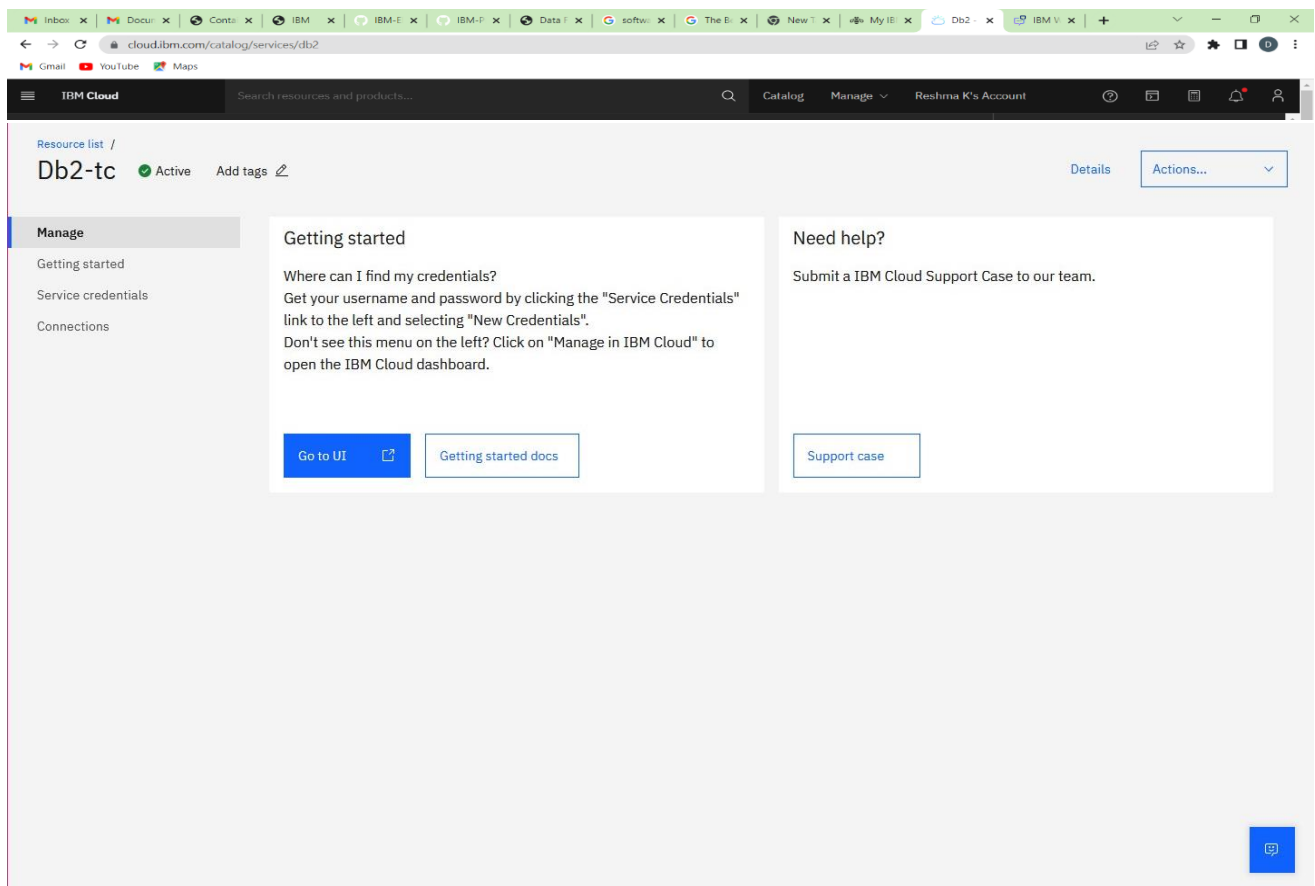 Inbox
Docur
Conta
IBM
IBM-E
IBM-P
Data F
softwa
The Be
New T
My IB
Db2 -
IBM V
cloud.ibm.com/catalog/services/db2
D
Gmail YouTube Maps
IBM Cloud Search resources and products... Catalog Manage Reshma K's Account
Resource list /
Db2-tc Active Add tags Details Actions...
Manage
Getting started
Service credentials
Connections
Getting started
Where can I find my credentials?
Get your username and password by clicking the "Service Credentials"
link to the left and selecting "New Credentials".
Don't see this menu on the left? Click on "Manage in IBM Cloud" to
open the IBM Cloud dashboard.
Go to UI Getting started docs
Need help?
Submit a IBM Cloud Support Case to our team.
Support case